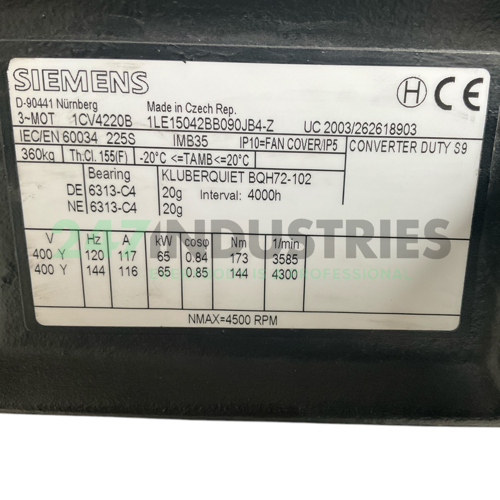 SIEMENS
H CE
D-90441 Nürnberg Made in Czech Rep.
3~MOT 1CV4220B 1LE15042BB090JB4-Z UC 2003/262618903
IEC/EN 60034 225S IMB35 IP10=FAN COVER/IP5 CONVERTER DUTY S9
360kg Th.Cl. 155(F) -20°C <=TAMB<=20°C
Bearing KLUBERQUIET BQH72-102
DE 6313-C4 20g Interval: 4000h
NE 6313-C4 20g
247INDUSTRIES
V Hz A kW cosφ Nm 1/min
400 Y 120 117 65 0.84 173 3585
400 Y 144 116 65 0.85 144 4300
NMAX=4500 RPM